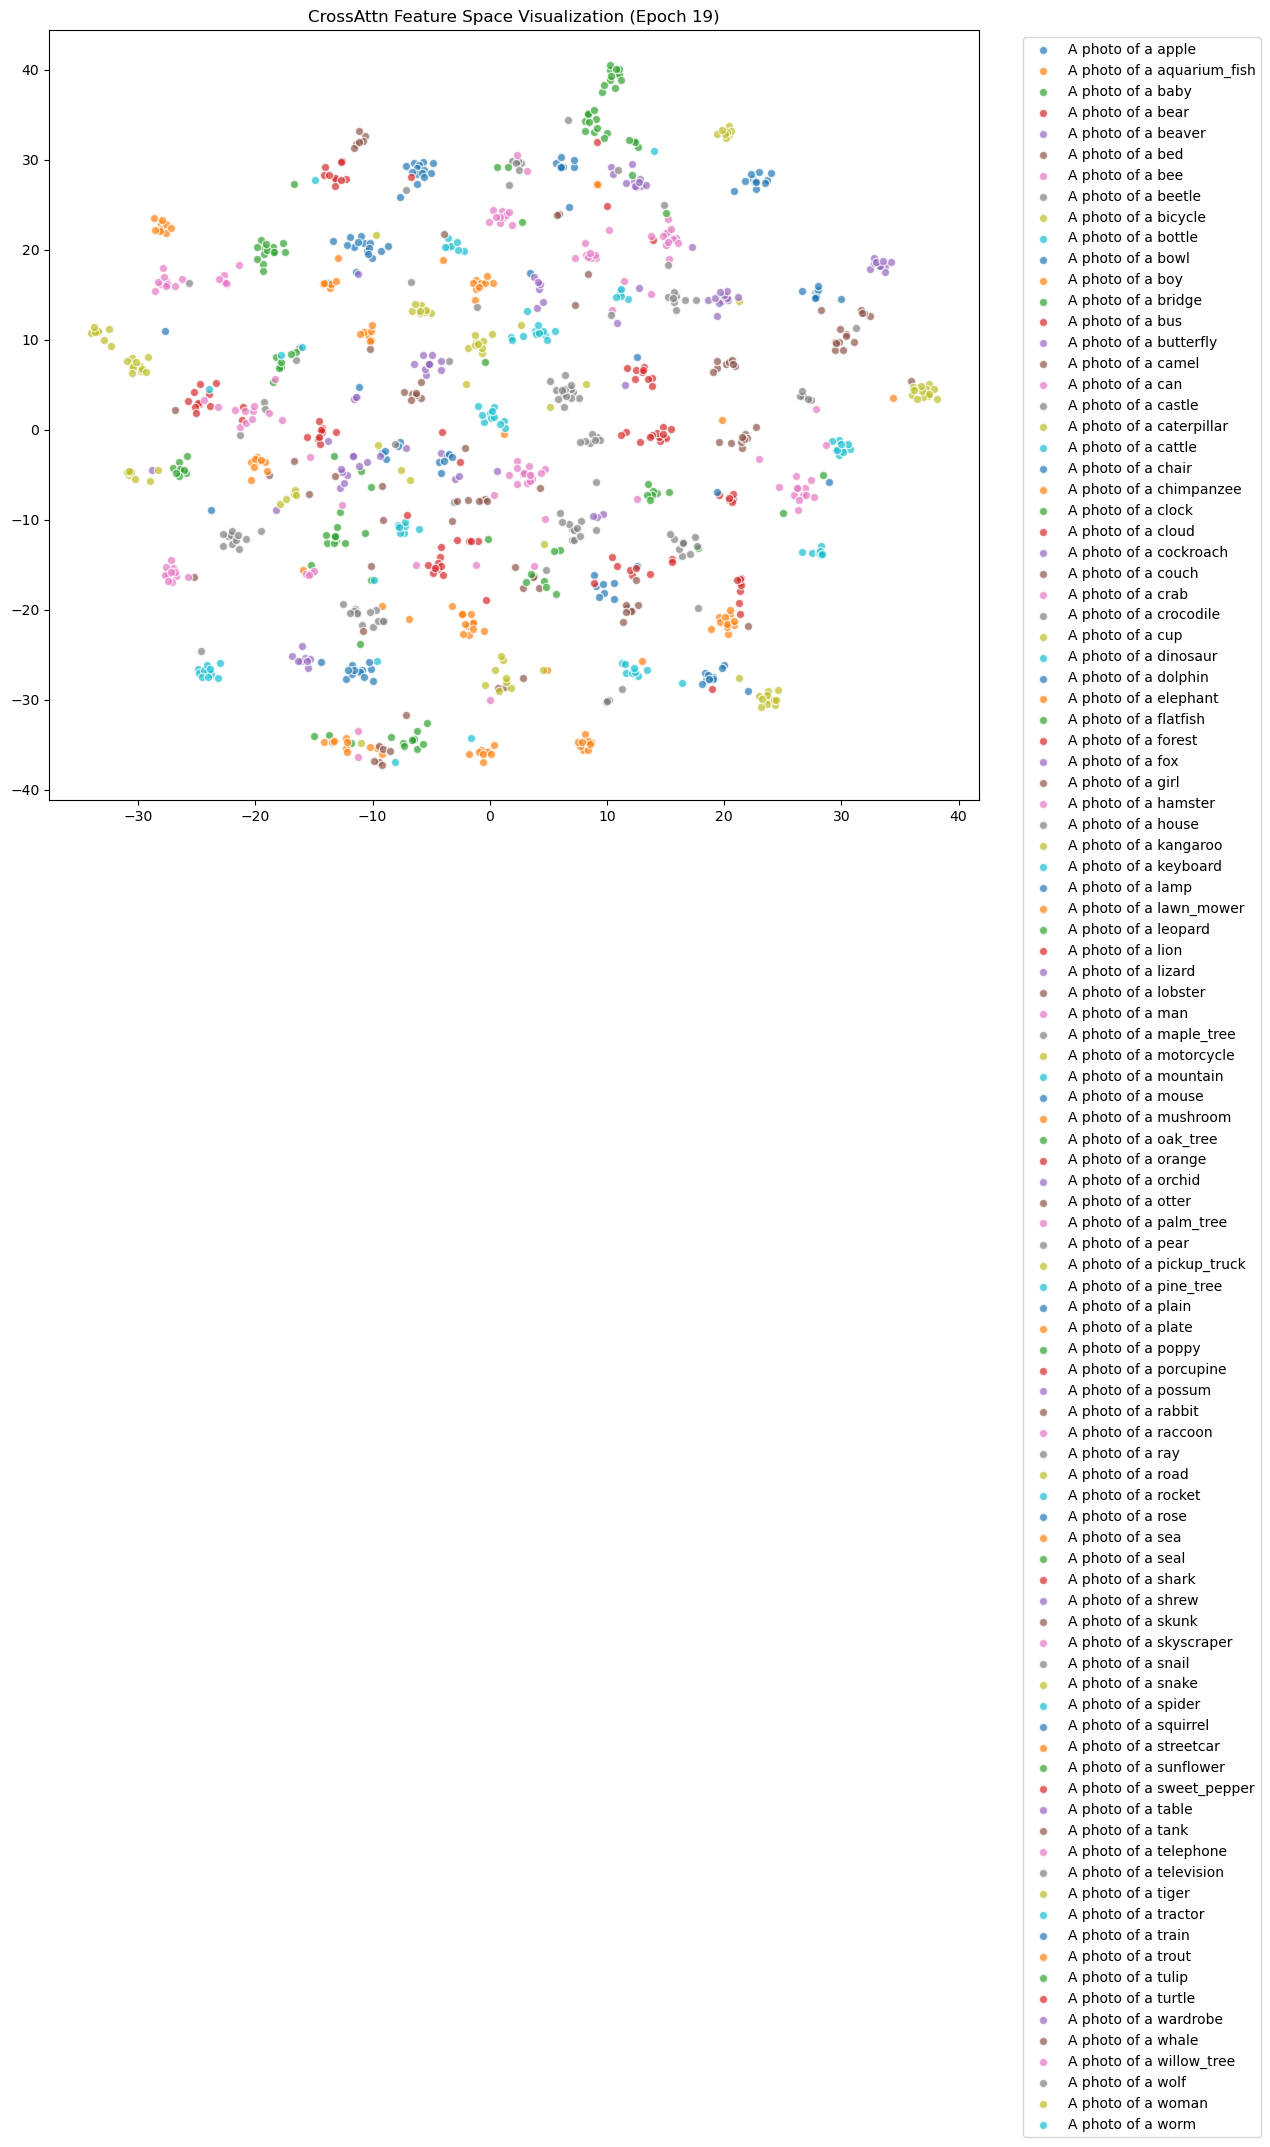 CrossAttn Feature Space Visualization (Epoch 19)
40
30
20
10
0
−10
−20
−30
−40
−30
−20
−10
0
10
20
30
40
A photo of a apple
A photo of a aquarium_fish
A photo of a baby
A photo of a bear
A photo of a beaver
A photo of a bed
A photo of a bee
A photo of a beetle
A photo of a bicycle
A photo of a bottle
A photo of a bowl
A photo of a boy
A photo of a bridge
A photo of a bus
A photo of a butterfly
A photo of a camel
A photo of a can
A photo of a castle
A photo of a caterpillar
A photo of a cattle
A photo of a chair
A photo of a chimpanzee
A photo of a clock
A photo of a cloud
A photo of a cockroach
A photo of a couch
A photo of a crab
A photo of a crocodile
A photo of a cup
A photo of a dinosaur
A photo of a dolphin
A photo of a elephant
A photo of a flatfish
A photo of a forest
A photo of a fox
A photo of a girl
A photo of a hamster
A photo of a house
A photo of a kangaroo
A photo of a keyboard
A photo of a lamp
A photo of a lawn_mower
A photo of a leopard
A photo of a lion
A photo of a lizard
A photo of a lobster
A photo of a man
A photo of a maple_tree
A photo of a motorcycle
A photo of a mountain
A photo of a mouse
A photo of a mushroom
A photo of a oak_tree
A photo of a orange
A photo of a orchid
A photo of a otter
A photo of a palm_tree
A photo of a pear
A photo of a pickup_truck
A photo of a pine_tree
A photo of a plain
A photo of a plate
A photo of a poppy
A photo of a porcupine
A photo of a possum
A photo of a rabbit
A photo of a raccoon
A photo of a ray
A photo of a road
A photo of a rocket
A photo of a rose
A photo of a sea
A photo of a seal
A photo of a shark
A photo of a shrew
A photo of a skunk
A photo of a skyscraper
A photo of a snail
A photo of a snake
A photo of a spider
A photo of a squirrel
A photo of a streetcar
A photo of a sunflower
A photo of a sweet_pepper
A photo of a table
A photo of a tank
A photo of a telephone
A photo of a television
A photo of a tiger
A photo of a tractor
A photo of a train
A photo of a trout
A photo of a tulip
A photo of a turtle
A photo of a wardrobe
A photo of a whale
A photo of a willow_tree
A photo of a wolf
A photo of a woman
A photo of a worm